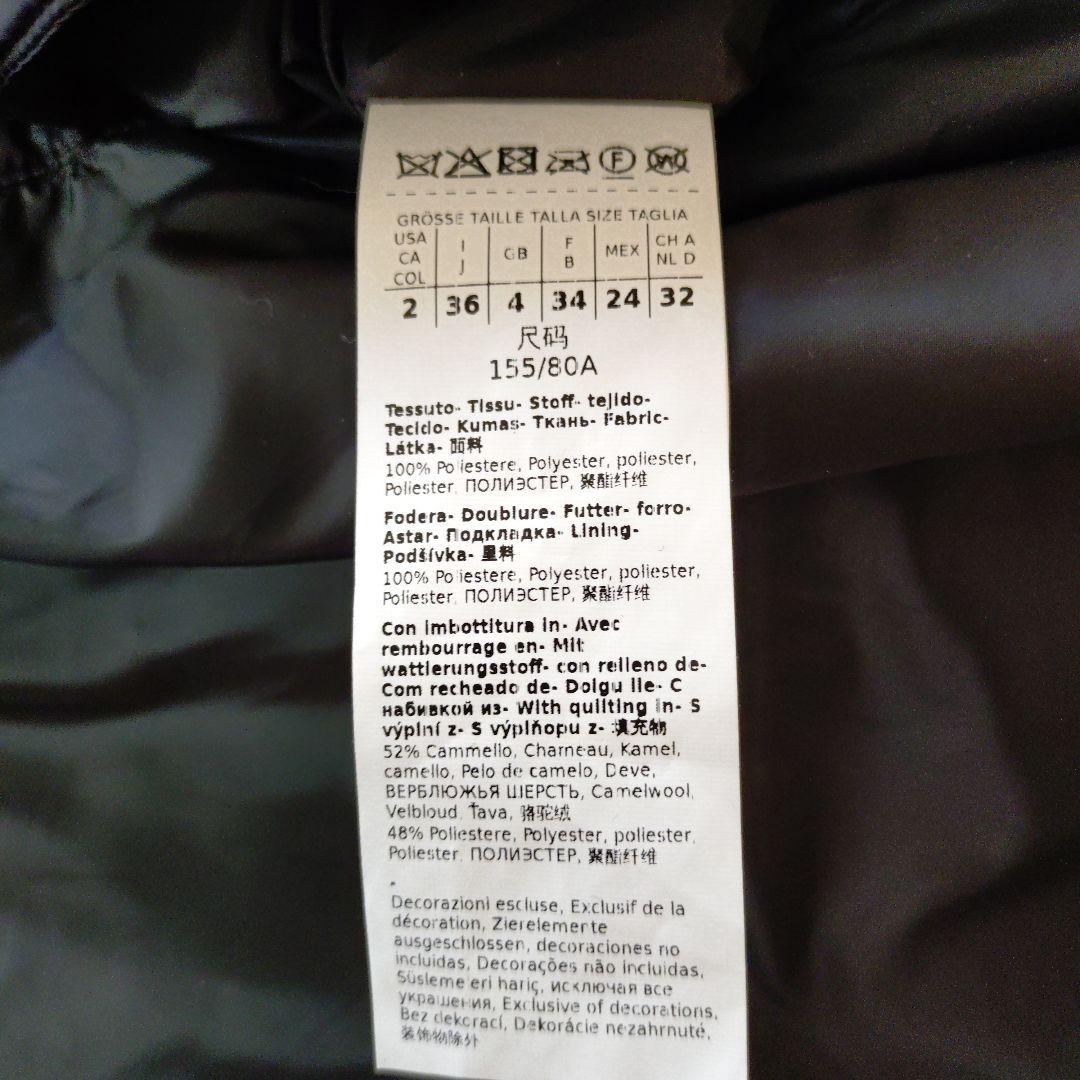 F W
GRÖSSE TAILLE TALLA SIZE TAGLIA
USA CA COL I J GB F B MEX CH A NL D
2 36 4 34 24 32
尺码
155/80A
Tessuto- Tissu- Stoff- tejido-
Tecido- Kumas- Ткань- Fabric-
Látka- 面料
100% Poliestere, Polyester, poliester,
Poliester, ПОЛИЭСТЕР, 聚酯纤维
Fodera- Doublure- Futter- forro-
Astar- Подкладка- Lining-
Podšívka- 里料
100% Poliestere, Polyester, poliester,
Poliester, ПОЛИЭСТЕР, 聚酯纤维
Con imbottitura in- Avec
rembourrage en- Mit
wattierungsstoff- con relleno de-
Com recheado de- Dolgu Ile- С
набивкой из- With quilting in- S
výplní z- S výplňopu z- 填充物
52% Cammello, Chameau, Kamel,
camello, Pelo de camelo, Deve,
ВЕРБЛЮЖЬЯ ШЕРСТЬ, Camelwool,
Velbloud, Ťava, 骆驼绒
48% Poliestere, Polyester, poliester,
Poliester, ПОЛИЭСТЕР, 聚酯纤维
Decorazioni escluse, Exclusif de la
décoration, Zierelemente
ausgeschlossen, decoraciones no
incluidas, Decorações não incluidas,
Süslemeleri hariç, исключая все
украшения, Exclusive of decorations,
Bez dekorací, Dekorácie nezahrnuté,
装饰物除外